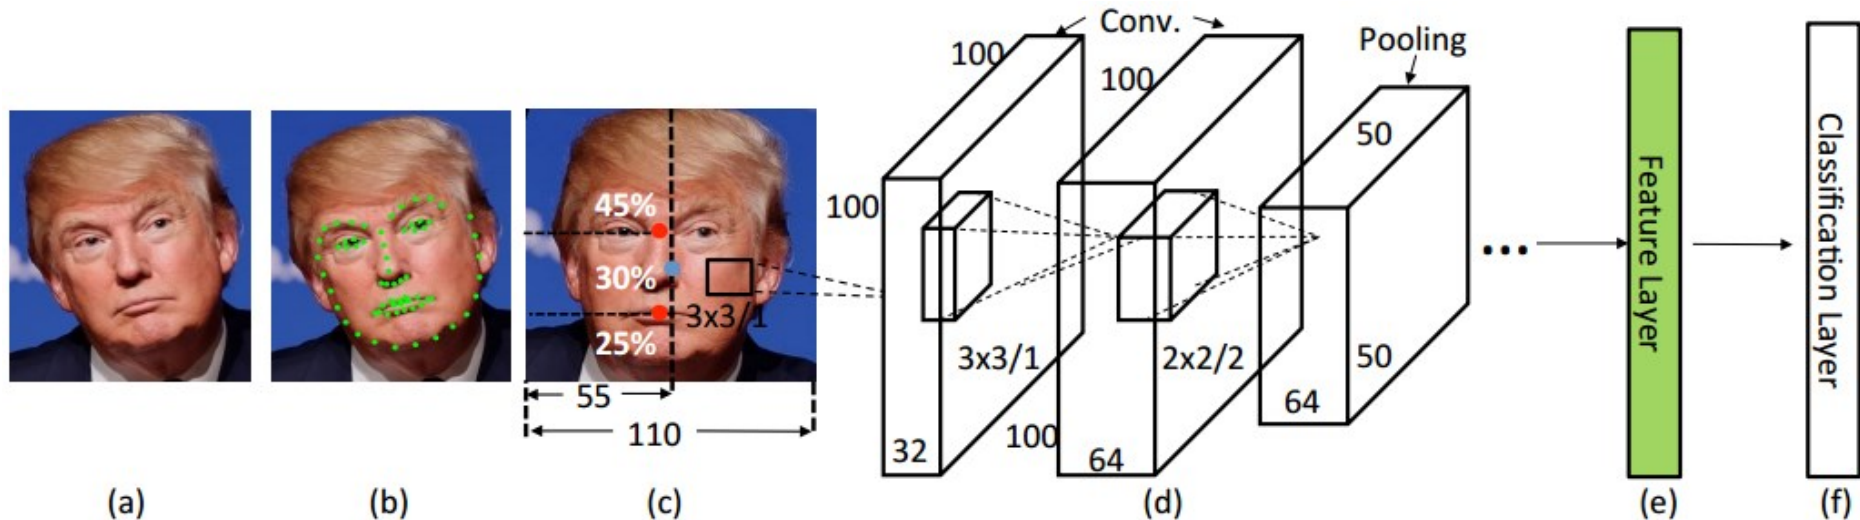 Conv.
Pooling
100
100
50
100
45%
30%
3x3/1
25%
3x3/1
2x2/2
50
55
64
110
100
32
64
Feature Layer
Classification Layer
(a)
(b)
(c)
(d)
(e)
(f)